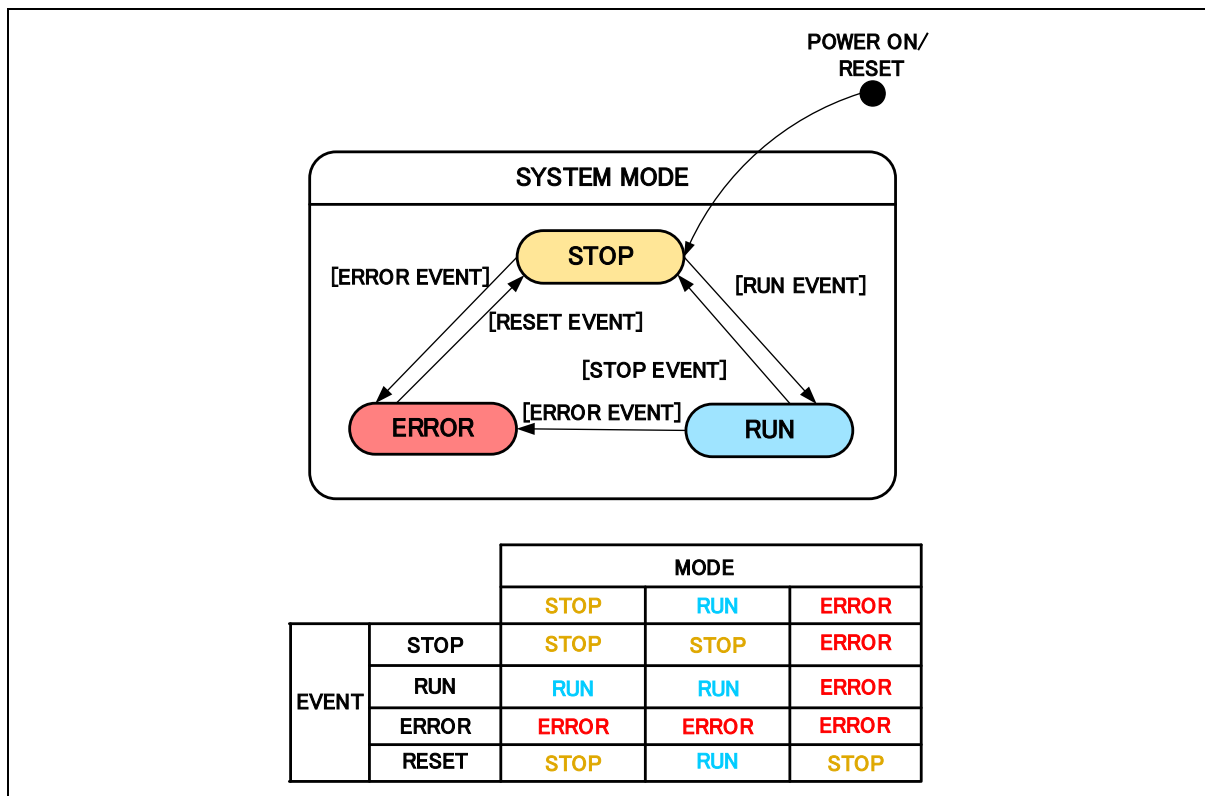 POWER ON/
RESET
SYSTEM MODE
STOP
[ERROR EVENT]
[RUN EVENT]
[RESET EVENT]
[STOP EVENT]
[ERROR EVENT]
ERROR
RUN
MODE
STOP RUN ERROR
EVENT
STOP STOP STOP ERROR
RUN RUN RUN ERROR
ERROR ERROR ERROR ERROR
RESET STOP RUN STOP